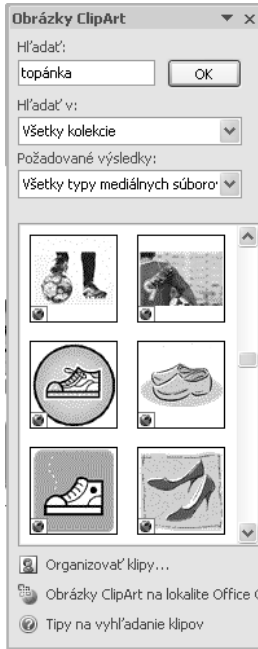 Obrázky ClipArt
Hľadať:
topánka
OK
Hľadať v:
Všetky kolekcie
Požadované výsledky:
Všetky typy mediálnych súborov
Organizovať klipy...
Obrázky ClipArt na lokalite Office
Tipy na vyhľadanie klipov